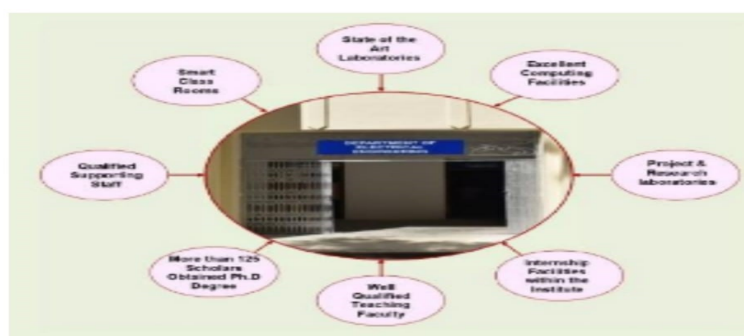 State of the
Art
Laboratories
Excellent
Computing
Facilities
Project &
Research
laboratories
Internship
Facilities
within the
Institute
Well
Qualified
Teaching
Faculty
More than 125
Scholars
Obtained Ph.D
Degree
Qualified
Supporting
Staff
Smart
Class
Rooms
DEPARTMENT OF
ELECTRICAL
ENGINEERING